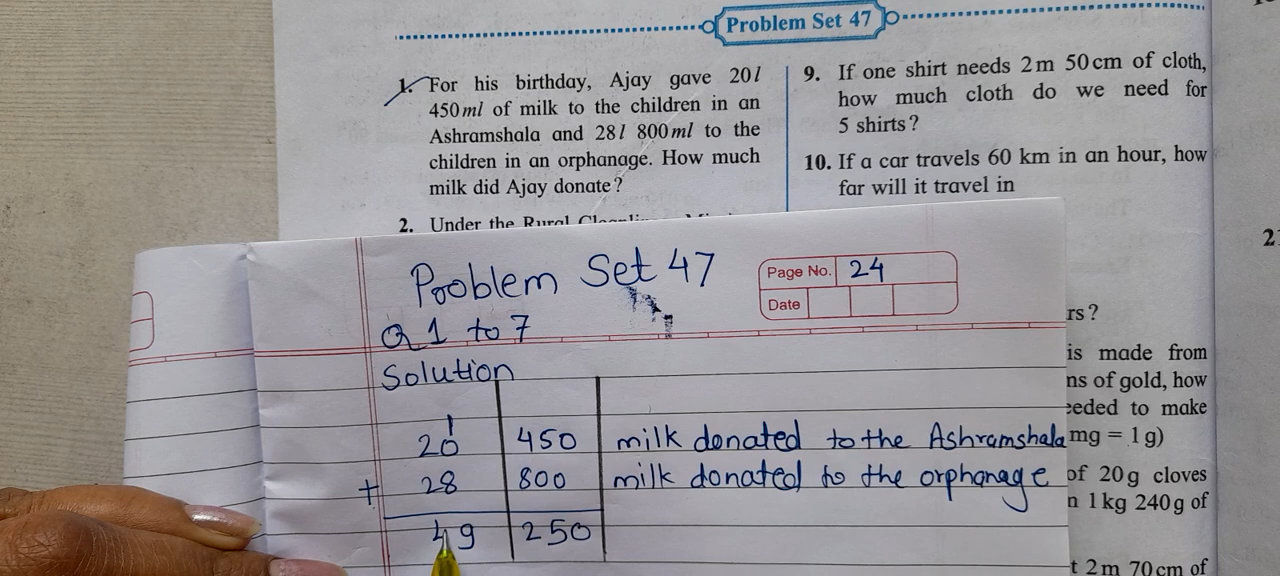 Problem Set 47
1. For his birthday, Ajay gave 20l
450ml of milk to the children in an
Ashramshala and 28l 800ml to the
children in an orphanage. How much
milk did Ajay donate?
2. Under the Rural
9. If one shirt needs 2m 50cm of cloth,
how much cloth do we need for
5 shirts?
10. If a car travels 60 km in an hour, how
far will it travel in
rs?
is made from
ns of gold, how
eeded to make
mg = 1g)
of 20g cloves
n 1kg 240g of
t 2m 70cm of
2
Problem Set 47
Page No. 24
Date
Q 1 to 7
Solution
1
20 450 milk donated to the Ashramshala
+ 28 800 milk donated to the orphanage
49 250